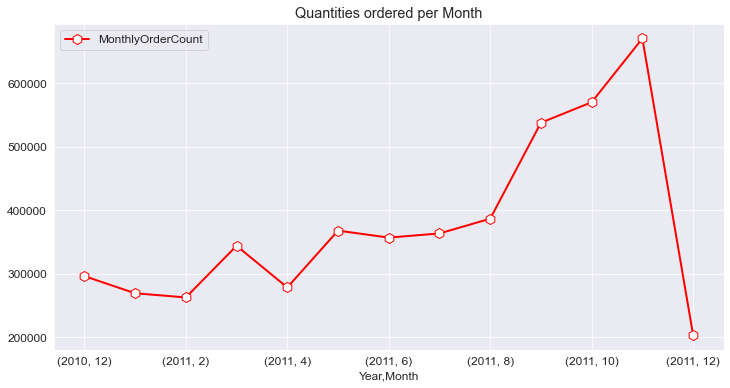 Quantities ordered per Month
MonthlyOrderCount
600000
500000
400000
300000
200000
(2010, 12) (2011, 2) (2011, 4) (2011, 6) (2011, 8) (2011, 10) (2011, 12)
Year,Month